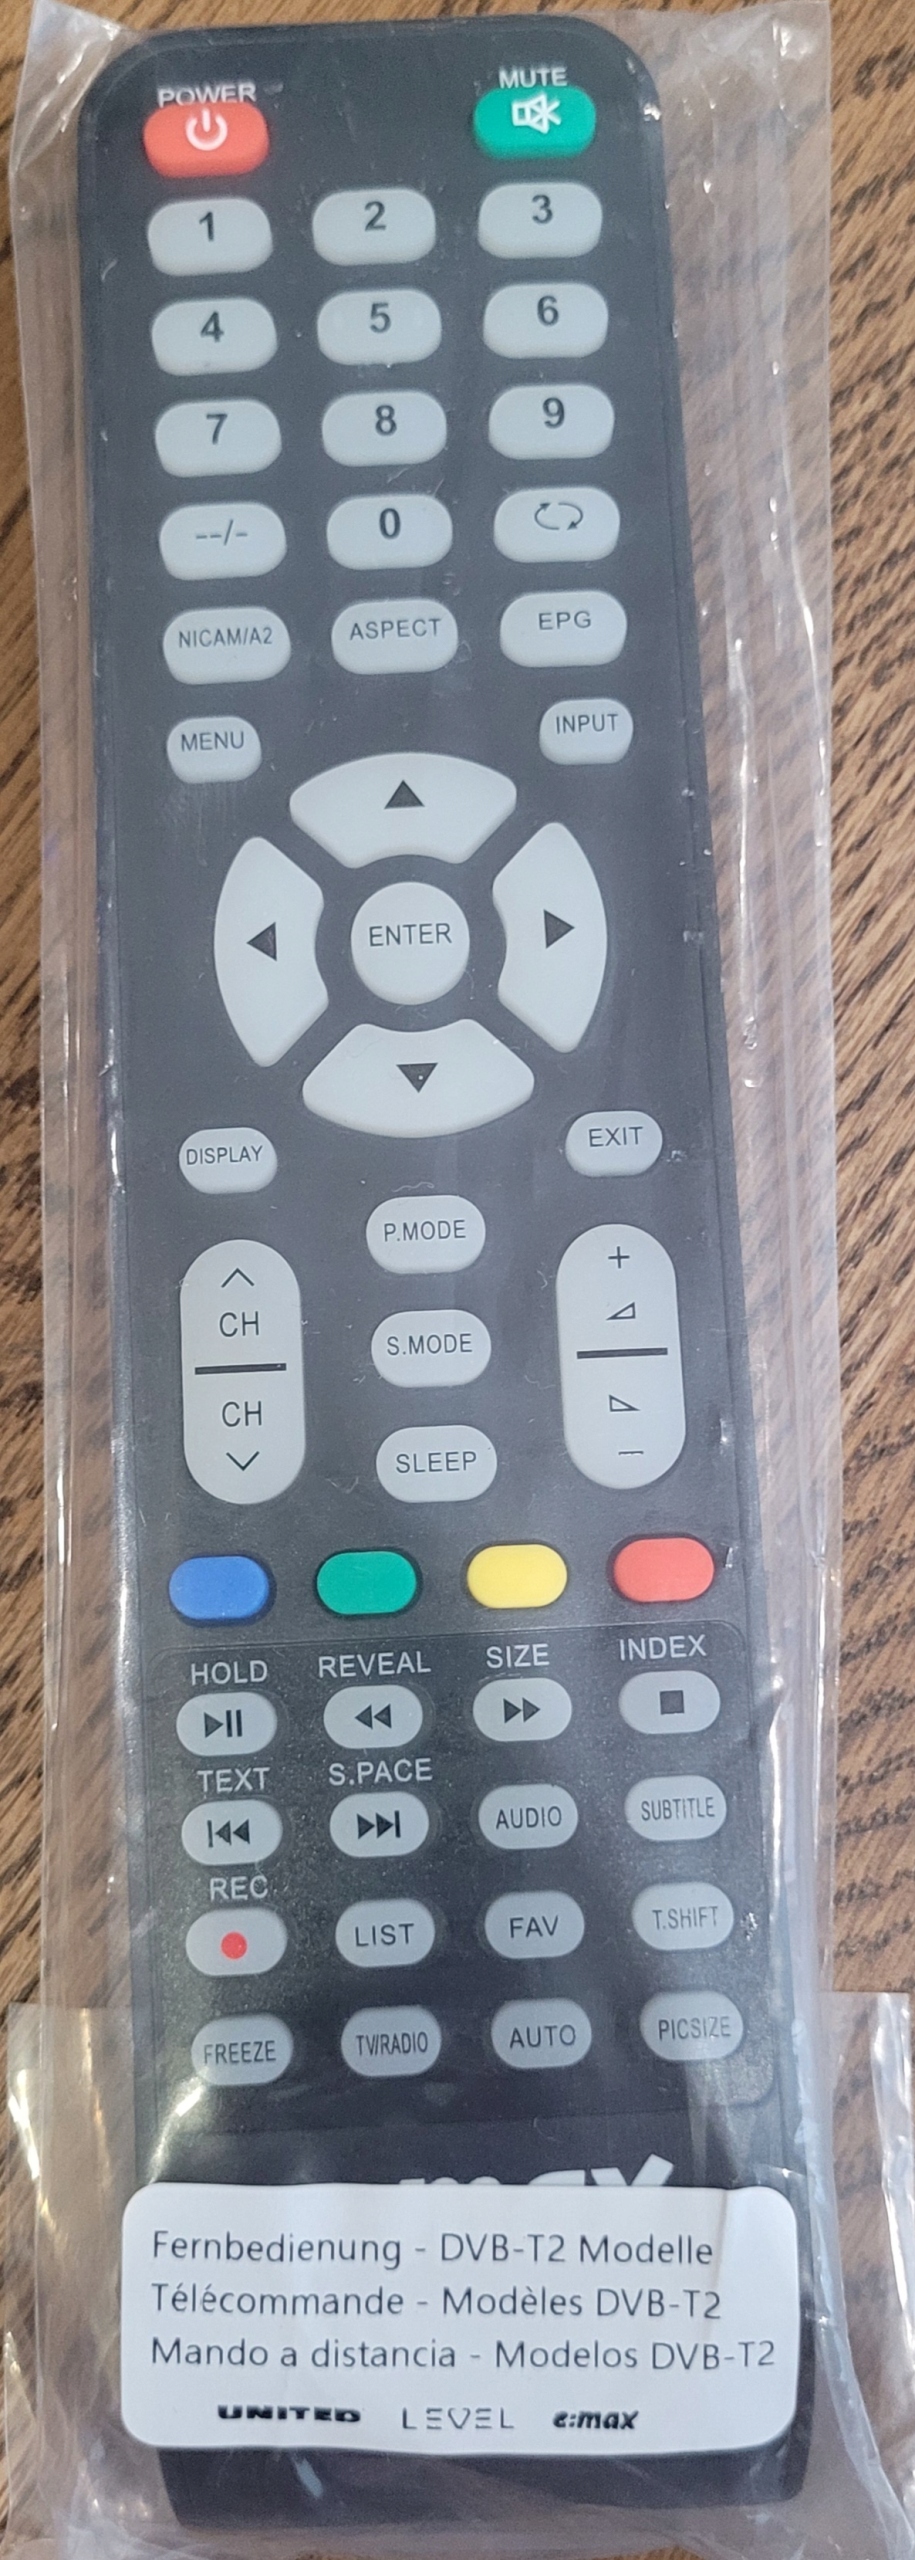 POWER MUTE
1 2 3
4 5 6
7 8 9
--/- 0
NICAM/A2 ASPECT EPG
MENU INPUT
ENTER
DISPLAY EXIT
P.MODE
+
CH
S.MODE
CH
-
SLEEP
HOLD REVEAL SIZE INDEX
TEXT S.PACE
AUDIO SUBTITLE
REC
LIST FAV T.SHIFT
FREEZE TV/RADIO AUTO PICSIZE
Fernbedienung - DVB-T2 Modelle
Télécommande - Modèles DVB-T2
Mando a distancia - Modelos DVB-T2
UNITED LEVEL e:max